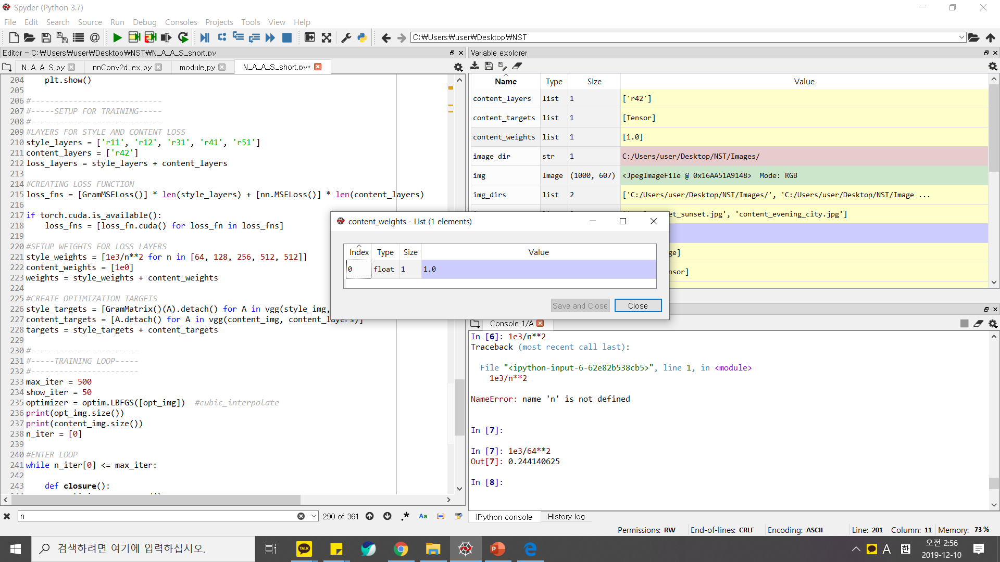 Spyder (Python 3.7)
File Edit Search Source Run Debug Consoles Projects Tools View Help
C:₩Users₩user₩Desktop₩NST
Editor - C:₩Users₩user₩Desktop₩NST₩N_A_A_S_short.py
N_A_A_S.py nnConv2d_ex.py module.py N_A_A_S_short.py*
204 plt.show()
205
206 #----------------------------
207 #-----SETUP FOR TRAINING-----
208 #----------------------------
209 #LAYERS FOR STYLE AND CONTENT LOSS
210 style_layers = ['r11', 'r12', 'r31', 'r41', 'r51']
211 content_layers = ['r42']
212 loss_layers = style_layers + content_layers
213
214 #CREATING LOSS FUNCTION
215 loss_fns = [GramMSELoss()] * len(style_layers) + [nn.MSELoss()] * len(content_layers)
216
217 if torch.cuda.is_available():
218 loss_fns = [loss_fn.cuda() for loss_fn in loss_fns]
219
220 #SETUP WEIGHTS FOR LOSS LAYERS
221 style_weights = [1e3/n**2 for n in [64, 128, 256, 512, 512]]
222 content_weights = [1e0]
223 weights = style_weights + content_weights
224
225 #CREATE OPTIMIZATION TARGETS
226 style_targets = [GramMatrix()(A).detach() for A in vgg(style_img,
227 content_targets = [A.detach() for A in vgg(content_img, content_layers)]
228 targets = style_targets + content_targets
229
230 #-----------------------
231 #-----TRAINING LOOP-----
232 #-----------------------
233 max_iter = 500
234 show_iter = 50
235 optimizer = optim.LBFGS([opt_img]) #cubic_interpolate
236 print(opt_img.size())
237 print(content_img.size())
238 n_iter = [0]
239
240 #ENTER LOOP
241 while n_iter[0] <= max_iter:
242
243 def closure():
n
290 of 361
Aa
Variable explorer
Name Type Size Value
content_layers list 1 ['r42']
content_targets list 1 [Tensor]
content_weights list 1 [1.0]
image_dir str 1 C:/Users/user/Desktop/NST/Images/
img Image (1000, 607) <JpegImageFile @ 0x16AA51A9148> Mode: RGB
img_dirs list 2 ['C:/Users/user/Desktop/NST/Images/', 'C:/Users/user/Desktop/NST/Image ...
et_sunset.jpg', 'content_evening_city.jpg']
ge]
nsor]
content_weights - List (1 elements)
Index Type Size Value
0 float 1 1.0
Save and Close Close
Console 1/A
In [6]: 1e3/n**2
Traceback (most recent call last):
File "<ipython-input-6-62e82b538cb5>", line 1, in <module>
1e3/n**2
NameError: name 'n' is not defined
In [7]:
In [7]: 1e3/64**2
Out[7]: 0.244140625
In [8]:
IPython console History log
Permissions: RW End-of-lines: CRLF Encoding: ASCII Line: 201 Column: 11 Memory: 73 %
검색하려면 여기에 입력하십시오.
TALK
A 한
오전 2:56
2019-12-10